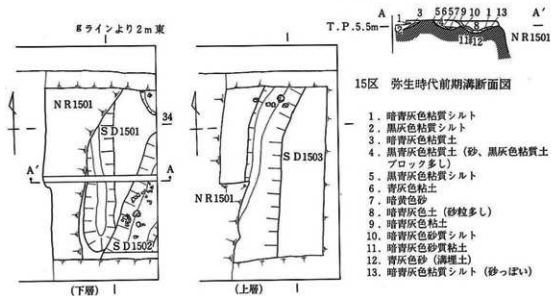 gラインより2m東
NR1501
SD1501
34
A'
A
SD1502
(下層)
NR1501
SD1503
(上層)
A
A'
T.P.5.5m
1 3 5679 10 1 13
2
4
8
11
12
NR1501
15区 弥生時代前期溝断面図
1. 暗青灰色粘質シルト
2. 黒灰色粘質シルト
3. 暗青灰色粘質土
4. 黒青灰色粘質土(砂、黒灰色粘質土
ブロック多し)
5. 黒青灰色粘質シルト
6. 青灰色粘土
7. 暗黄色砂
8. 暗青灰色土(砂粒多し)
9. 暗青灰色粘土
10. 暗青灰色砂質シルト
11. 暗青灰色砂質粘土
12. 青灰色砂(溝埋土)
13. 暗青灰色粘質シルト(砂っぽい)